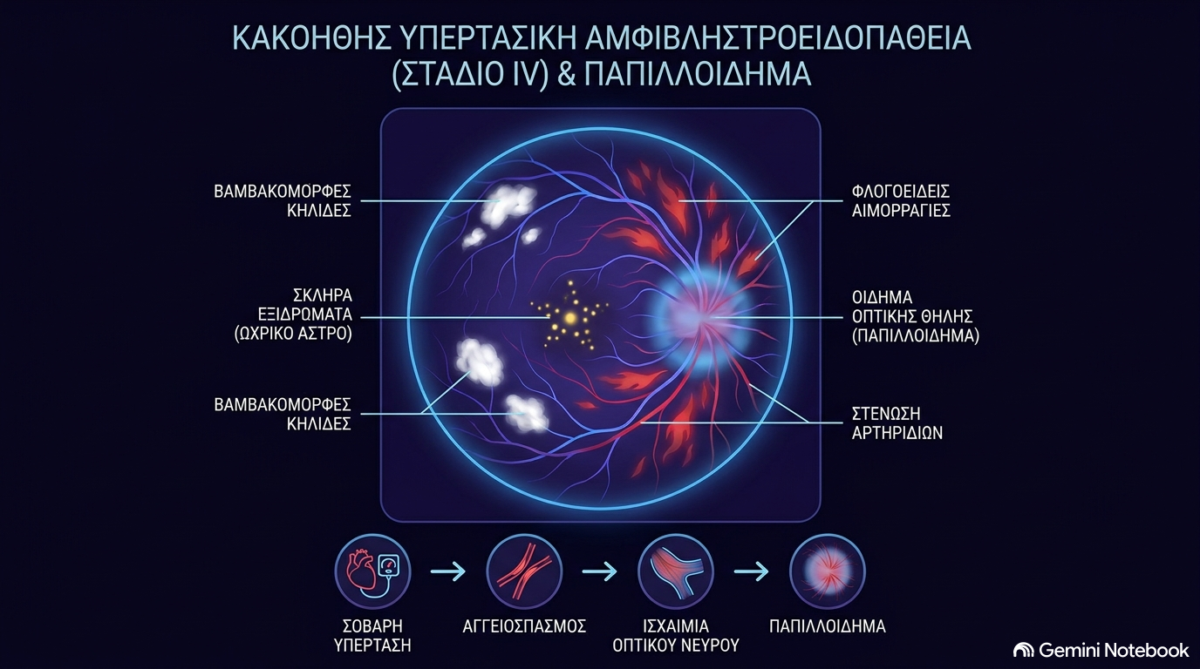 ΚΑΚΟΗΘΗΣ ΥΠΕΡΤΑΣΙΚΗ ΑΜΦΙΒΛΗΣΤΡΟΕΙΔΟΠΑΘΕΙΑ
(ΣΤΑΔΙΟ IV) & ΠΑΠΙΛΛΟΙΔΗΜΑ
ΒΑΜΒΑΚΟΜΟΡΦΕΣ
ΚΗΛΙΔΕΣ
ΣΚΛΗΡΑ
ΕΞΙΔΡΩΜΑΤΑ
(ΩΧΡΙΚΟ ΑΣΤΡΟ)
ΒΑΜΒΑΚΟΜΟΡΦΕΣ
ΚΗΛΙΔΕΣ
ΦΛΟΓΟΕΙΔΕΙΣ
ΑΙΜΟΡΡΑΓΙΕΣ
ΟΙΔΗΜΑ
ΟΠΤΙΚΗΣ ΘΗΛΗΣ
(ΠΑΠΙΛΛΟΙΔΗΜΑ)
ΣΤΕΝΩΣΗ
ΑΡΤΗΡΙΔΙΩΝ
ΣΟΒΑΡΗ
ΥΠΕΡΤΑΣΗ
ΑΓΓΕΙΟΣΠΑΣΜΟΣ
ΙΣΧΑΙΜΙΑ
ΟΠΤΙΚΟΥ ΝΕΥΡΟΥ
ΠΑΠΙΛΛΟΙΔΗΜΑ
Gemini Notebook